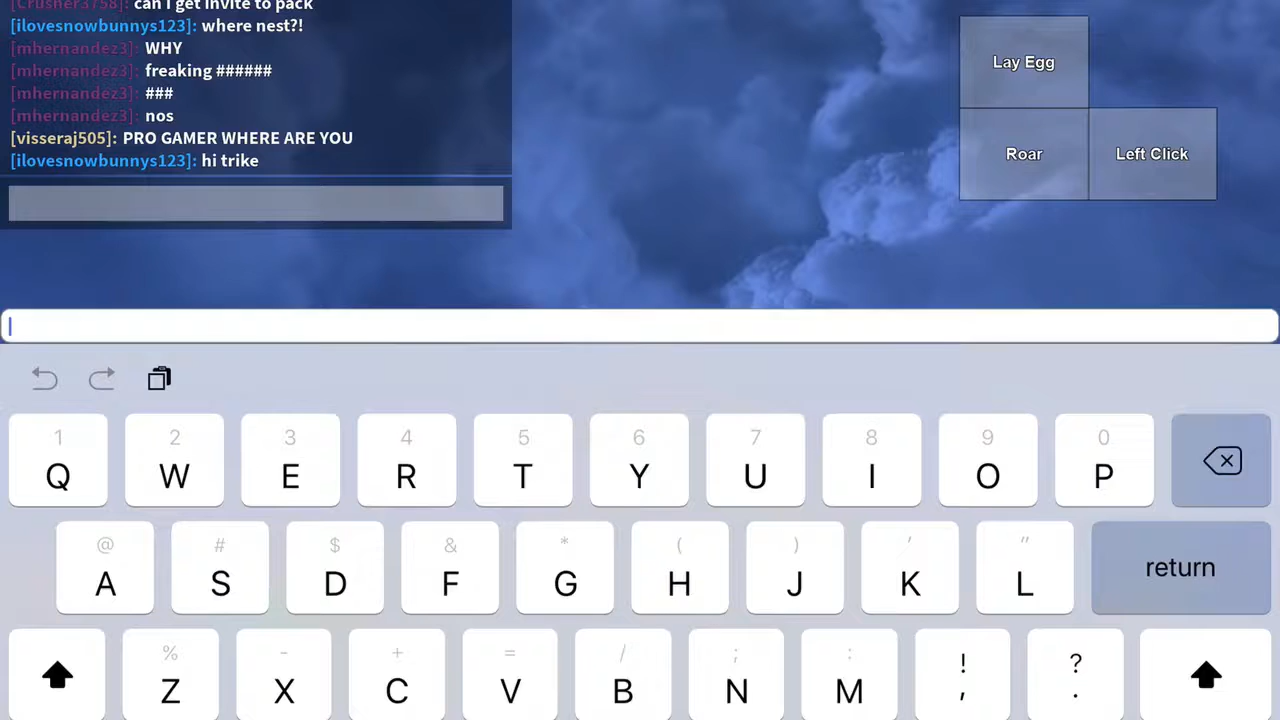 [Crusher3758]: can i get invite to pack
[ilovesnowbunnys123]: where nest?!
[mhernandez3]: WHY
[mhernandez3]: freaking ######
[mhernandez3]: ###
[mhernandez3]: nos
[visseraj505]: PRO GAMER WHERE ARE YOU
[ilovesnowbunnys123]: hi trike
Lay Egg
Roar Left Click
1 2 3 4 5 6 7 8 9 0
Q W E R T Y U I O P
@ # $ & * ( ) ' "
A S D F G H J K L return
% - + = / ; : ! ?
Z X C V B N M , .